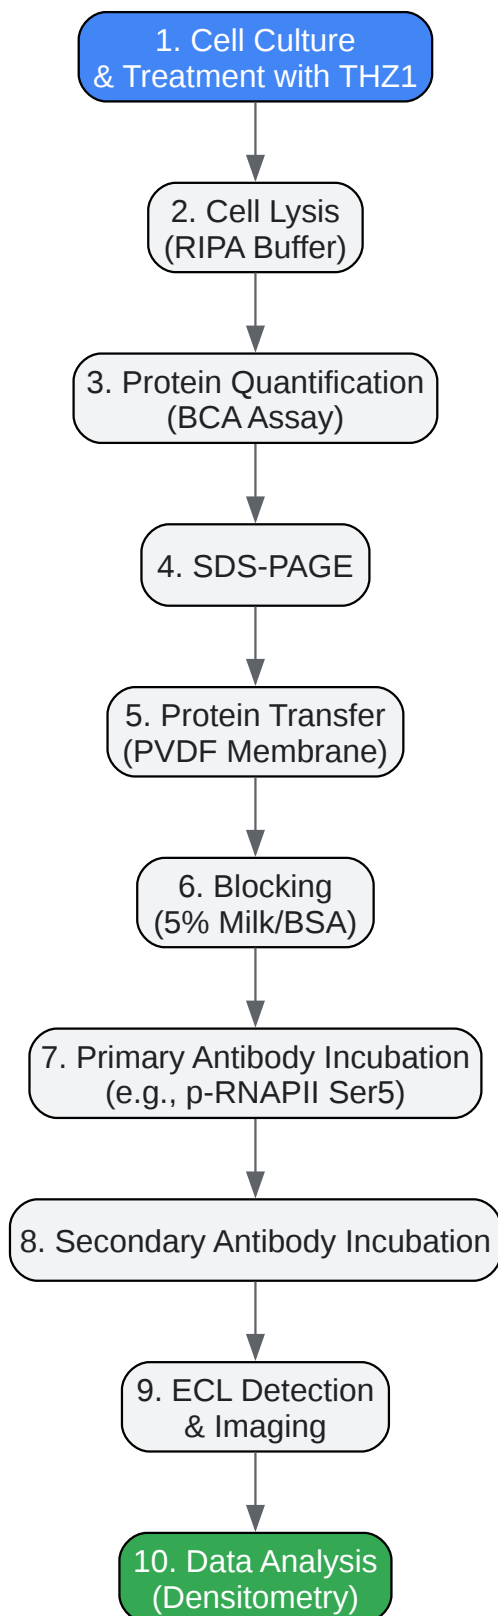 1. Cell Culture
& Treatment with THZ1
2. Cell Lysis
(RIPA Buffer)
3. Protein Quantification
(BCA Assay)
4. SDS-PAGE
5. Protein Transfer
(PVDF Membrane)
6. Blocking
(5% Milk/BSA)
7. Primary Antibody Incubation
(e.g., p-RNAPII Ser5)
8. Secondary Antibody Incubation
9. ECL Detection
& Imaging
10. Data Analysis
(Densitometry)